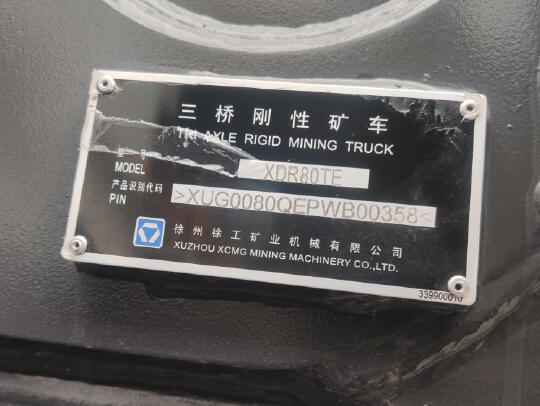 三桥刚性矿车
TRI AXLE RIGID MINING TRUCK
型号
MODEL XDR80TE
产品识别代码
PIN >XUG0080QEPWB00358<
徐州徐工矿业机械有限公司
XUZHOU XCMG MINING MACHINERY CO.,LTD.